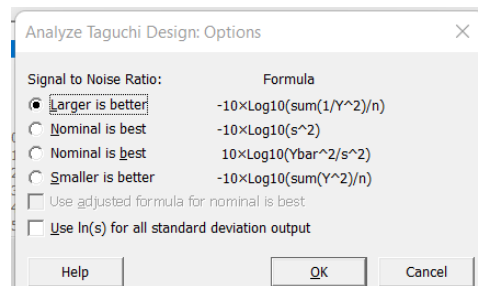 Analyze Taguchi Design: Options
Signal to Noise Ratio: Formula
Larger is better -10×Log10(sum(1/Y^2)/n)
Nominal is best -10×Log10(s^2)
Nominal is best 10×Log10(Ybar^2/s^2)
Smaller is better -10×Log10(sum(Y^2)/n)
Use adjusted formula for nominal is best
Use ln(s) for all standard deviation output
Help OK Cancel